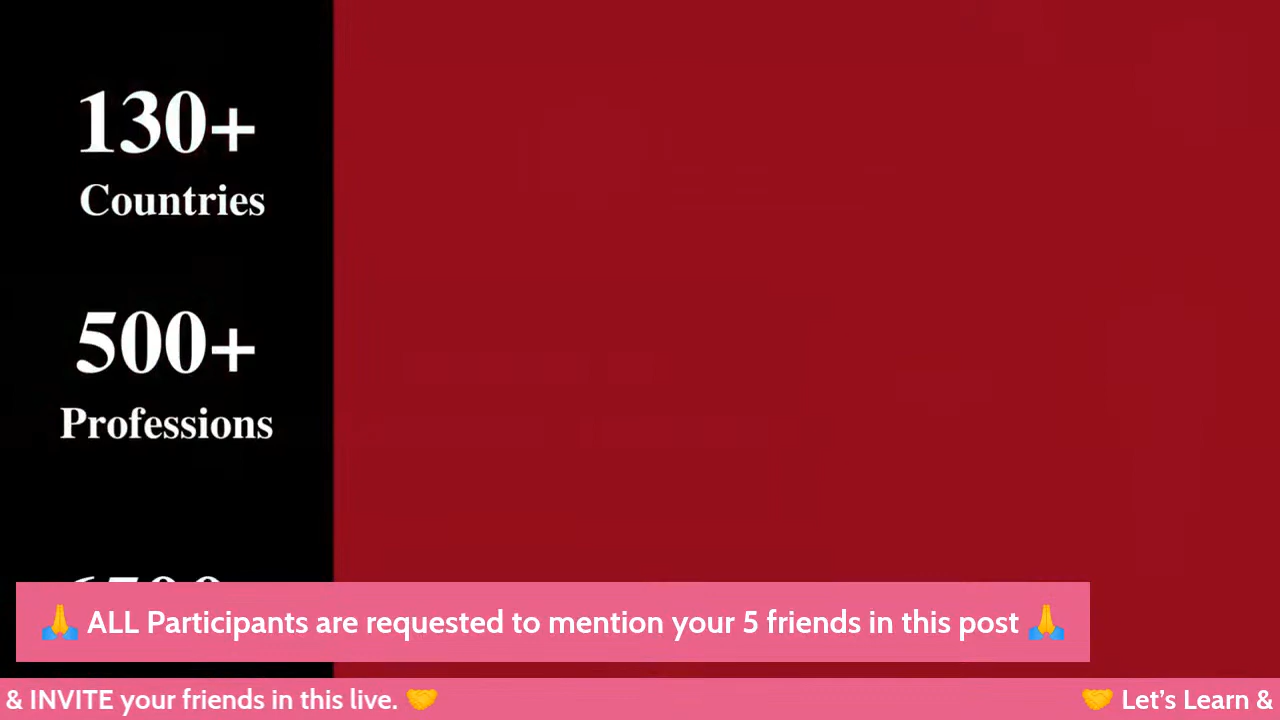 130+
Countries
500+
Professions
🙏 ALL Participants are requested to mention your 5 friends in this post 🙏
& INVITE your friends in this live. 🤝 🤝 Let's Learn &